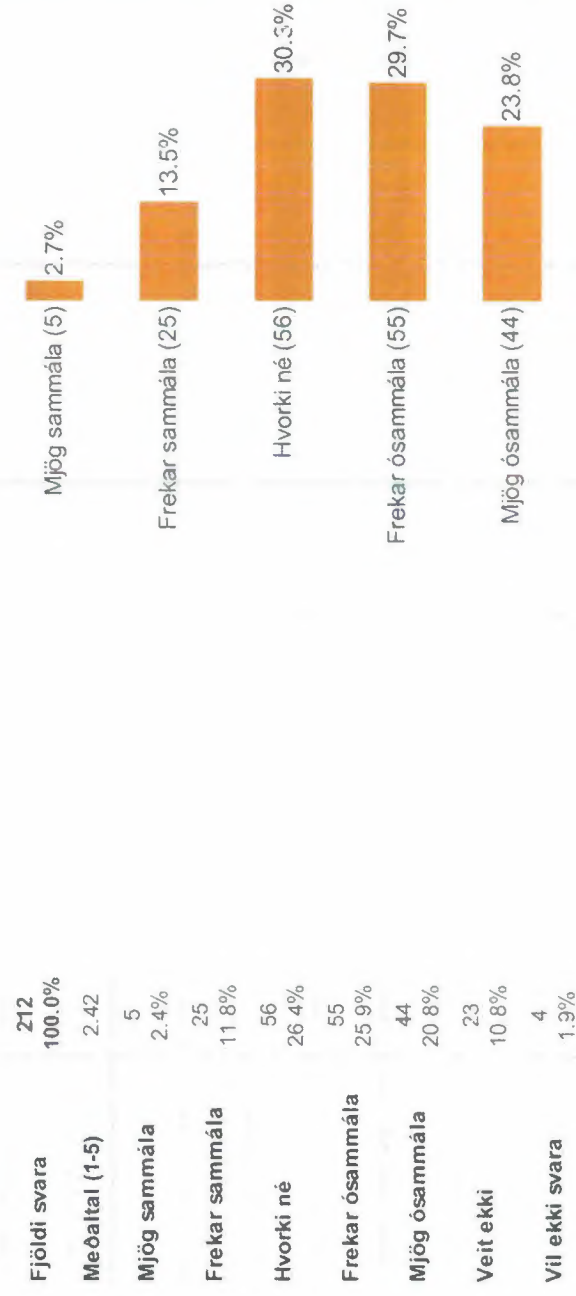 Fjöldi svara 212
100.0%
Meðaltal (1-5) 2.42
Mjög sammála 5
2.4%
Frekar sammála 25
11.8%
Hvorki né 56
26.4%
Frekar ósammála 55
25.9%
Mjög ósammála 44
20.8%
Veit ekki 23
10.8%
Vil ekki svara 4
1.9%
Mjög sammála (5) 2.7%
Frekar sammála (25) 13.5%
Hvorki né (56) 30.3%
Frekar ósammála (55) 29.7%
Mjög ósammála (44) 23.8%